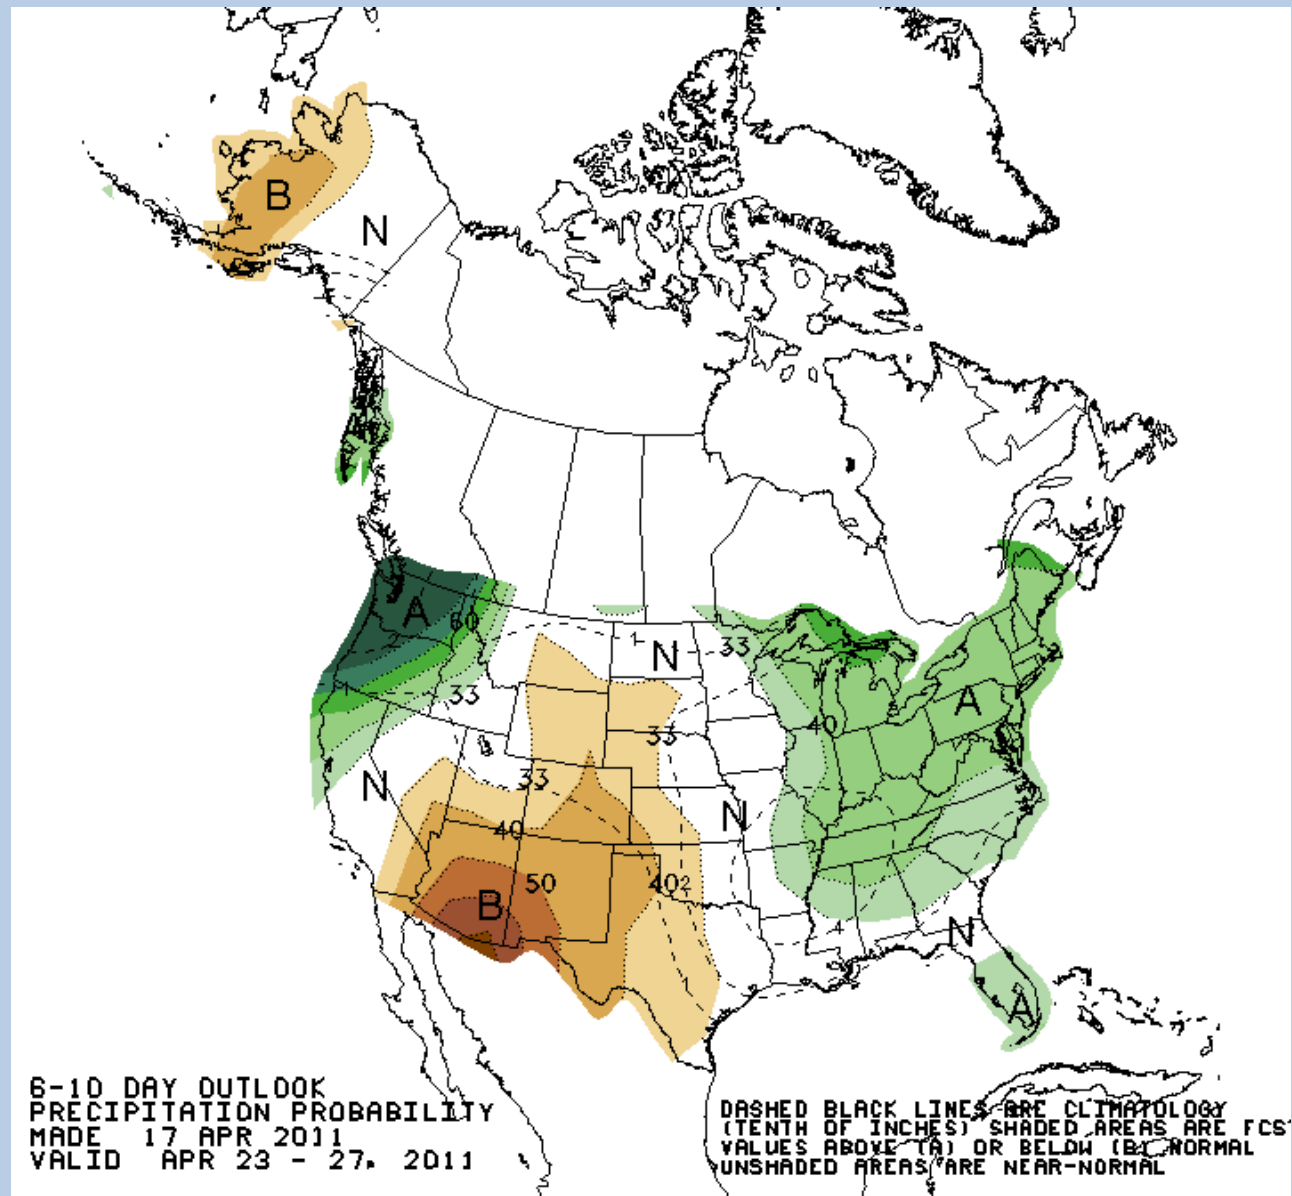 B
N
A
A
60
1
N
33
33
A
40
33
N
33
N
40
50
40
2
B
4
N
A
6-10 DAY OUTLOOK
PRECIPITATION PROBABILITY
MADE 17 APR 2011
VALID APR 23 - 27, 2011
DASHED BLACK LINES ARE CLIMATOLOGY
(TENTH OF INCHES) SHADED AREAS ARE FCST
VALUES ABOVE (A) OR BELOW (B) NORMAL
UNSHADED AREAS ARE NEAR-NORMAL